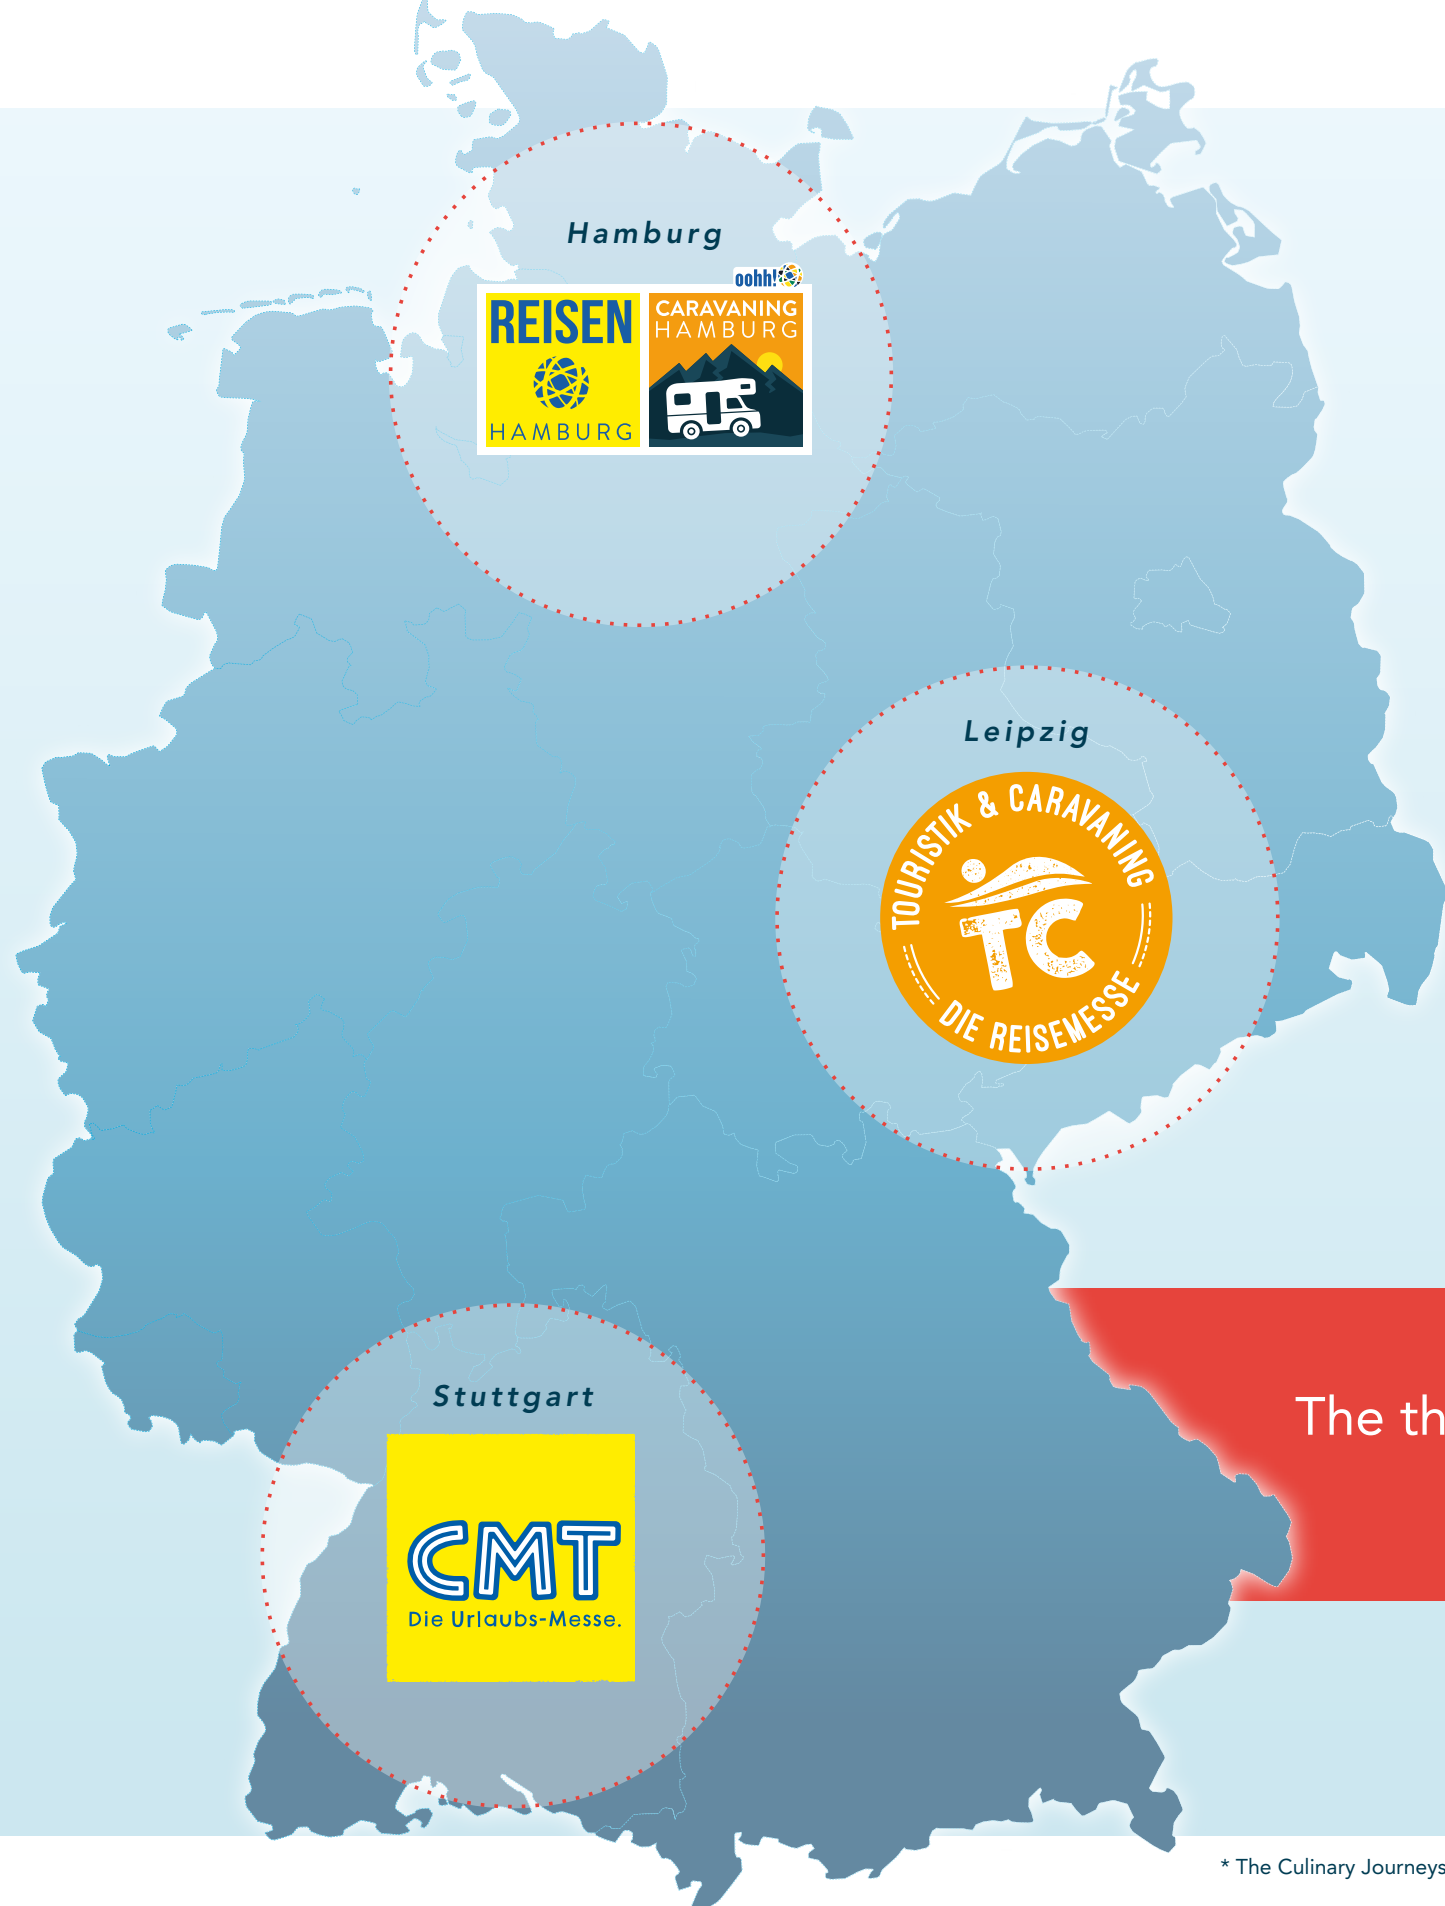 Hamburg
oohh!
REISEN
HAMBURG
CARAVANING
HAMBURG
Leipzig
TOURISTIK & CARAVANING
TC
DIE REISEMESSE
The th
Stuttgart
CMT
Die Urlaubs-Messe.
* The Culinary Journeys